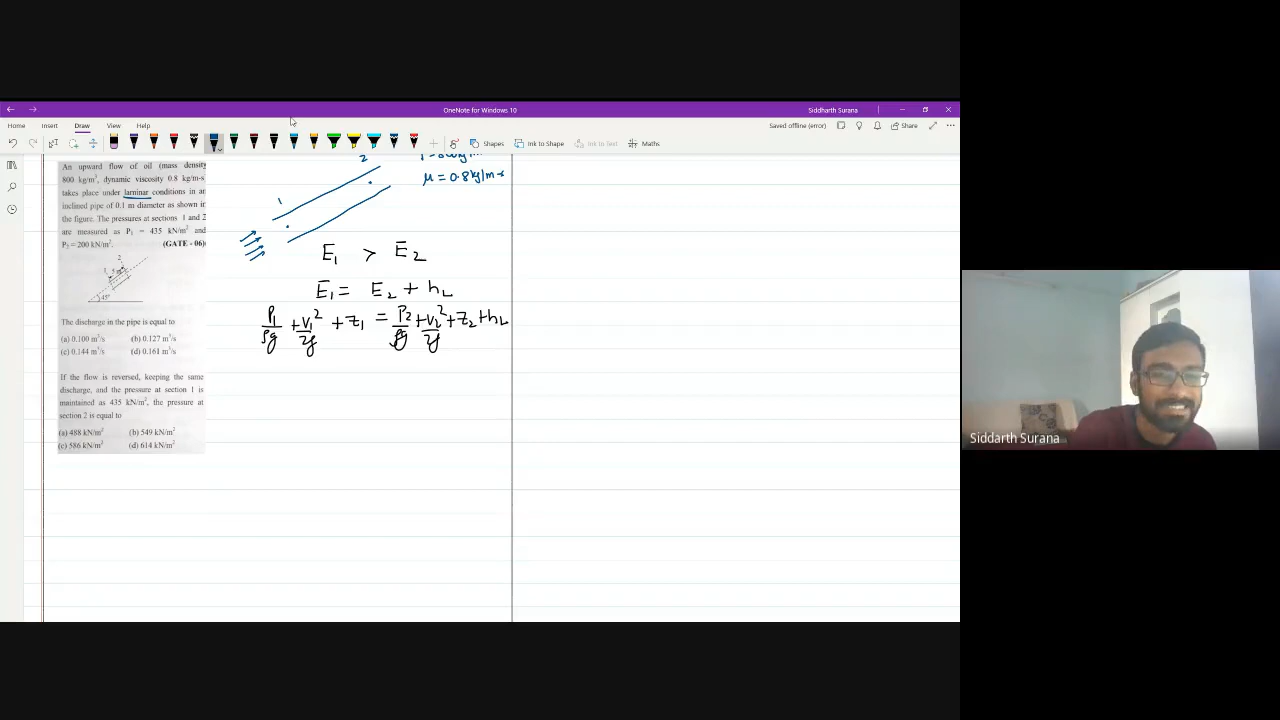 OneNote for Windows 10
Siddharth Surana
Home Insert Draw View Help
Saved offline (error) Share
Shapes Ink to Shape Ink to Text Maths
An upward flow of oil (mass density
800 kg/m³, dynamic viscosity 0.8 kg/m-s
takes place under laminar conditions in an
inclined pipe of 0.1 m diameter as shown in
the figure. The pressures at sections 1 and 2
are measured as P₁ = 435 kN/m² and
P₂ = 200 kN/m². (GATE - 06)
2
1 5 m
45°
The discharge in the pipe is equal to
(a) 0.100 m³/s (b) 0.127 m³/s
(c) 0.144 m³/s (d) 0.161 m³/s
If the flow is reversed, keeping the same
discharge, and the pressure at section 1 is
maintained as 435 kN/m², the pressure at
section 2 is equal to
(a) 488 kN/m² (b) 549 kN/m²
(c) 586 kN/m² (d) 614 kN/m²
2
μ = 0.8 kg/m-s
1
E₁ > E₂
E₁ = E₂ + hL
P₁/ρg + V₁²/2g + Z₁ = P₂/ρg + V₂²/2g + Z₂ + hL
Siddarth Surana